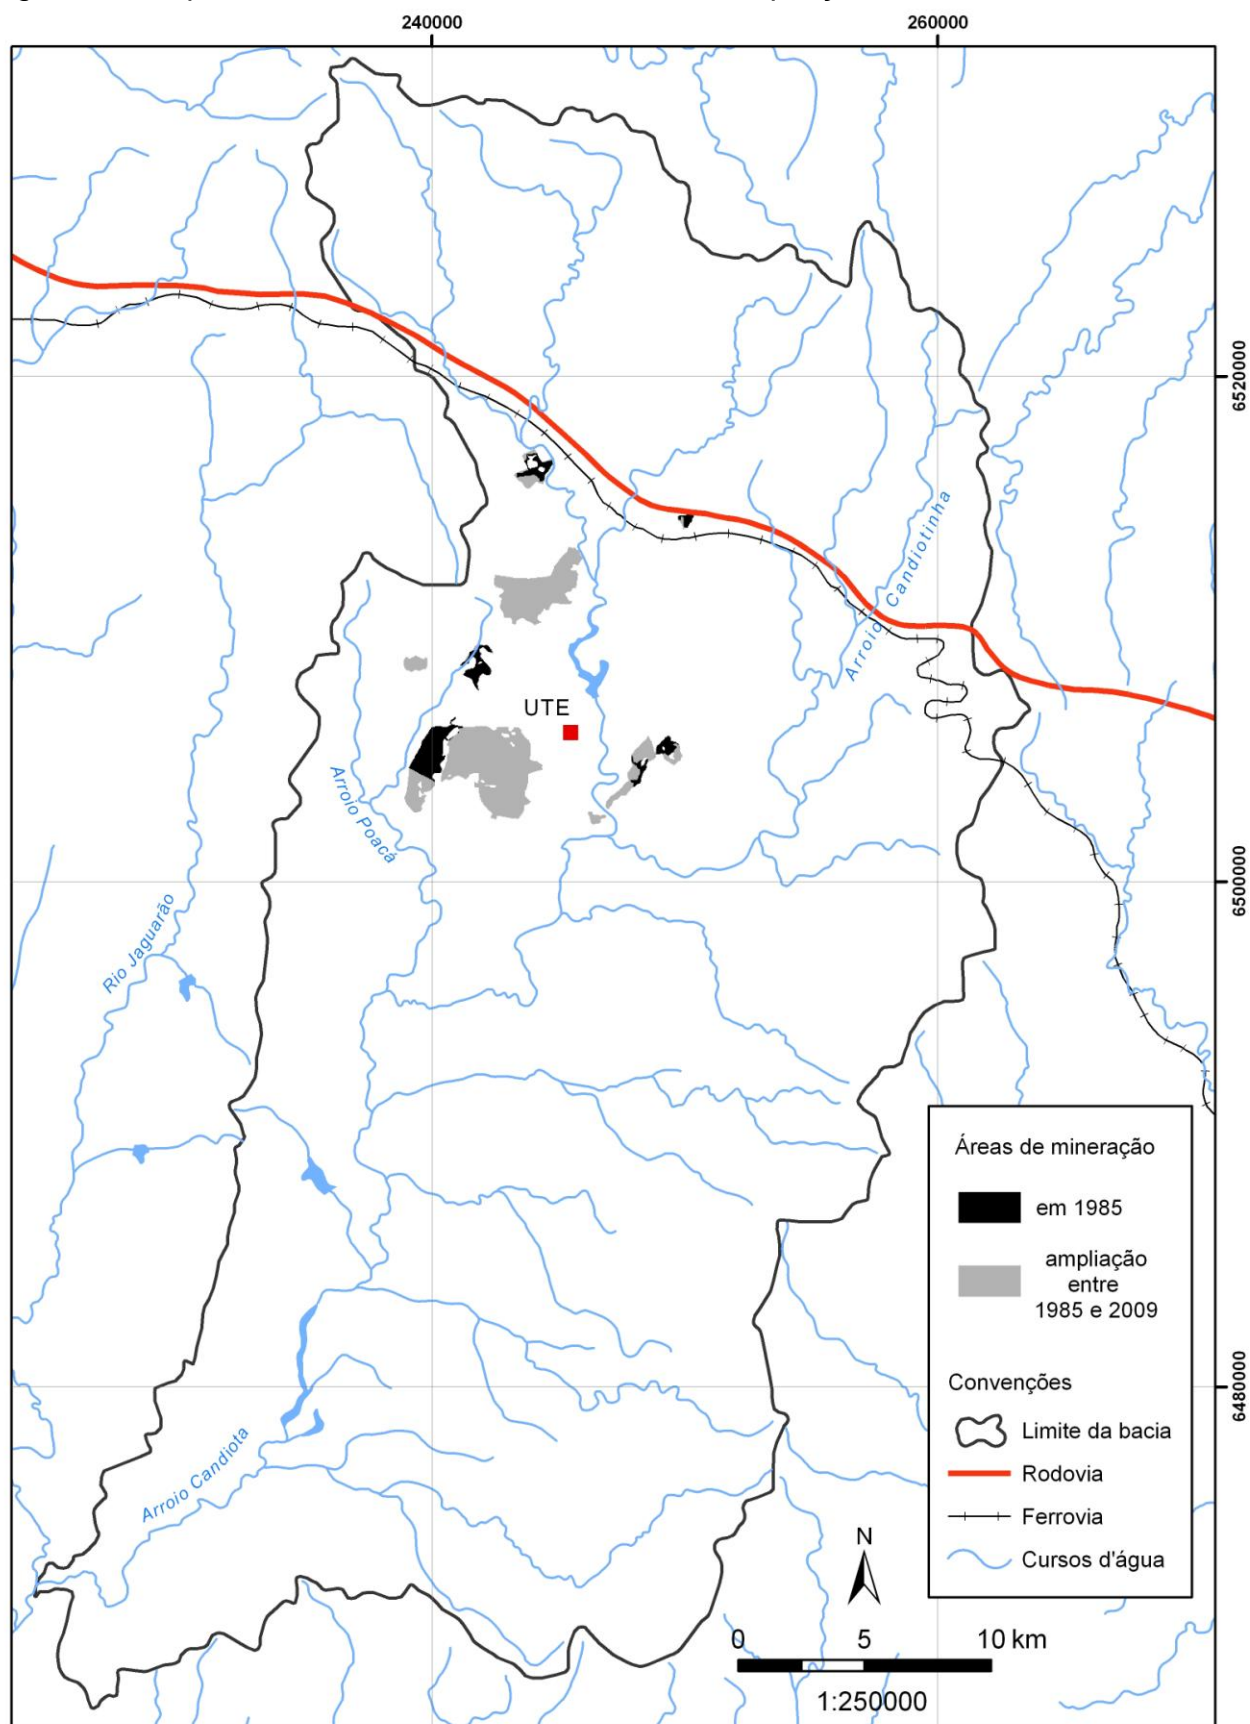 240000
260000
6520000
Arroio Candiotinha
UTE
Arroio Poacá
6500000
Rio Jaguarão
Áreas de mineração
em 1985
ampliação
entre
1985 e 2009
6480000
Convenções
Limite da bacia
Arroio Candiota
Rodovia
Ferrovia
N
Cursos d'água
0 5 10 km
1:250000